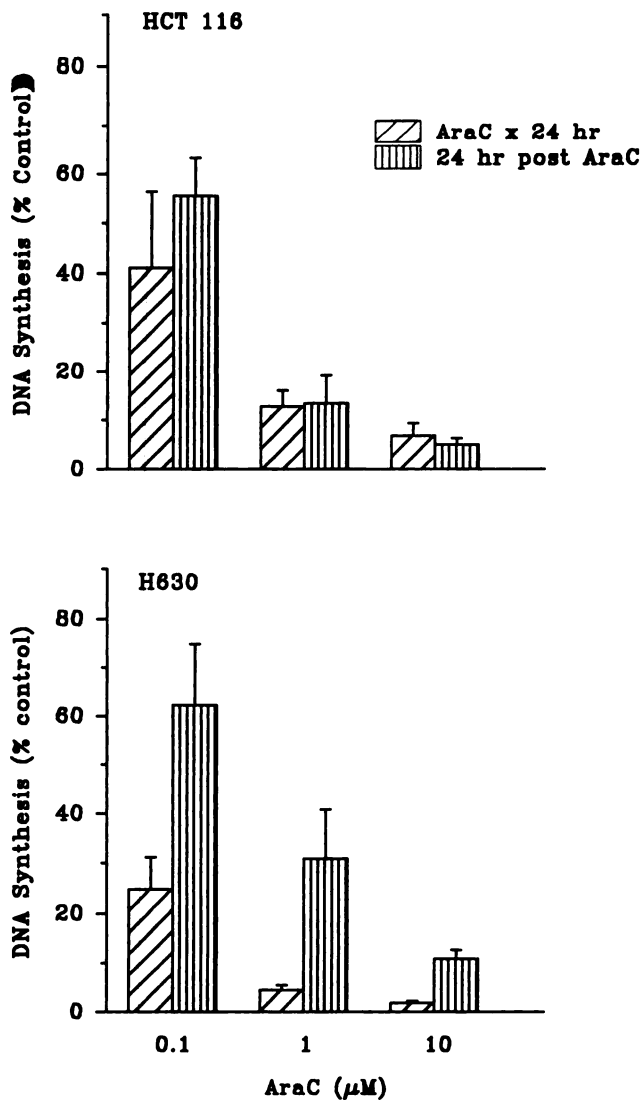 HCT 116
80
60
40
20
0
DNA Synthesis (% Control)
AraC x 24 hr
24 hr post AraC
H630
80
60
40
20
0
DNA Synthesis (% control)
0.1 1 10
AraC (μM)